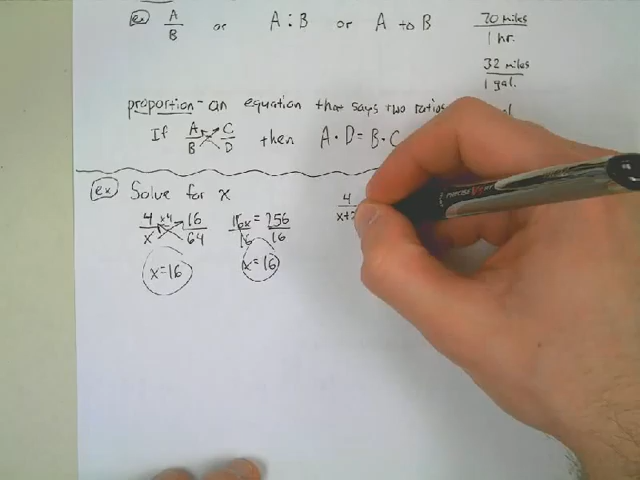 ex A/B or A:B or A to B 70 miles/1 hr.
32 miles/1 gal.
proportion - an equation that says two ratios
If A/B C/D then A·D = B·C
ex Solve for x
4/x x4 16/64 16x/16 = 256/16 4/x+
x=16 x=16